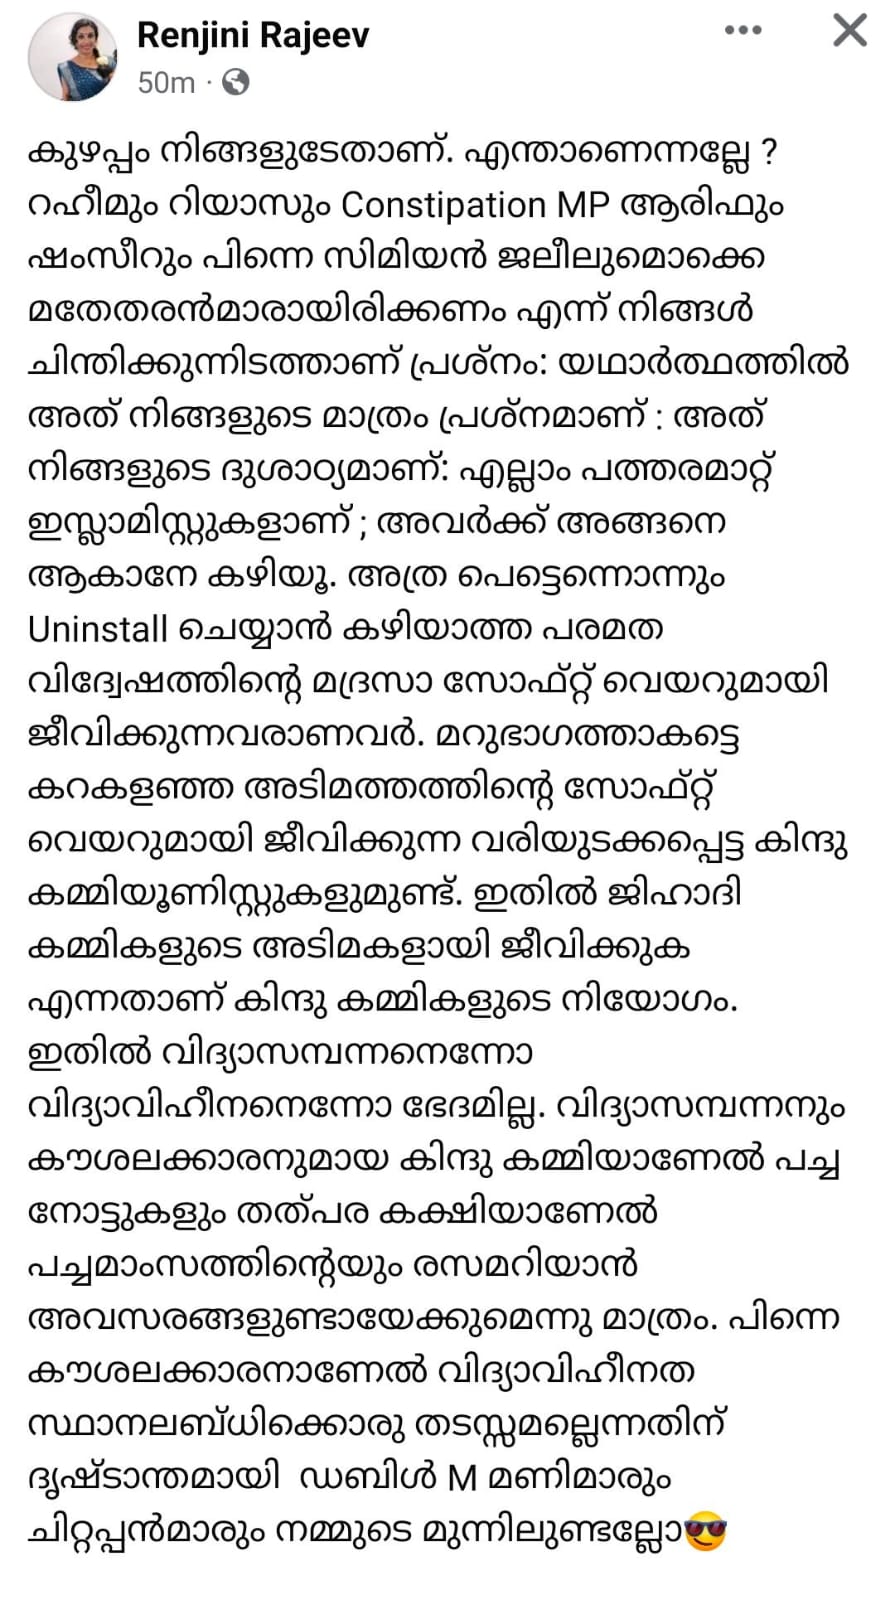 Renjini Rajeev
50m ·
കുഴപ്പം നിങ്ങളുടേതാണ്. എന്താണെന്നല്ലേ ?
റഹീമും റിയാസും Constipation MP ആരിഫും
ഷംസീറും പിന്നെ സിമിയൻ ജലീലുമൊക്കെ
മതേതരൻമാരായിരിക്കണം എന്ന് നിങ്ങൾ
ചിന്തിക്കുന്നിടത്താണ് പ്രശ്നം: യഥാർത്ഥത്തിൽ
അത് നിങ്ങളുടെ മാത്രം പ്രശ്നമാണ് : അത്
നിങ്ങളുടെ ദുശാഠ്യമാണ്: എല്ലാം പത്തരമാറ്റ്
ഇസ്ലാമിസ്റ്റുകളാണ് ; അവർക്ക് അങ്ങനെ
ആകാനേ കഴിയൂ. അത്ര പെട്ടെന്നൊന്നും
Uninstall ചെയ്യാൻ കഴിയാത്ത പരമത
വിദ്വേഷത്തിന്റെ മദ്രസാ സോഫ്റ്റ് വെയറുമായി
ജീവിക്കുന്നവരാണവർ. മറുഭാഗത്താകട്ടെ
കറകളഞ്ഞ അടിമത്തത്തിന്റെ സോഫ്റ്റ്
വെയറുമായി ജീവിക്കുന്ന വരിയുടക്കപ്പെട്ട കിന്ദു
കമ്മിയൂണിസ്റ്റുകളുമുണ്ട്. ഇതിൽ ജിഹാദി
കമ്മികളുടെ അടിമകളായി ജീവിക്കുക
എന്നതാണ് കിന്ദു കമ്മികളുടെ നിയോഗം.
ഇതിൽ വിദ്യാസമ്പന്നനെന്നോ
വിദ്യാവിഹീനനെന്നോ ഭേദമില്ല. വിദ്യാസമ്പന്നനും
കൗശലക്കാരനുമായ കിന്ദു കമ്മിയാണേൽ പച്ച
നോട്ടുകളും തത്പര കക്ഷിയാണേൽ
പച്ചമാംസത്തിന്റെയും രസമറിയാൻ
അവസരങ്ങളുണ്ടായേക്കുമെന്നു മാത്രം. പിന്നെ
കൗശലക്കാരനാണേൽ വിദ്യാവിഹീനത
സ്ഥാനലബ്ധിക്കൊരു തടസ്സമല്ലെന്നതിന്
ദൃഷ്ടാന്തമായി ഡബിൾ M മണിമാരും
ചിറ്റപ്പൻമാരും നമ്മുടെ മുന്നിലുണ്ടല്ലോ😎